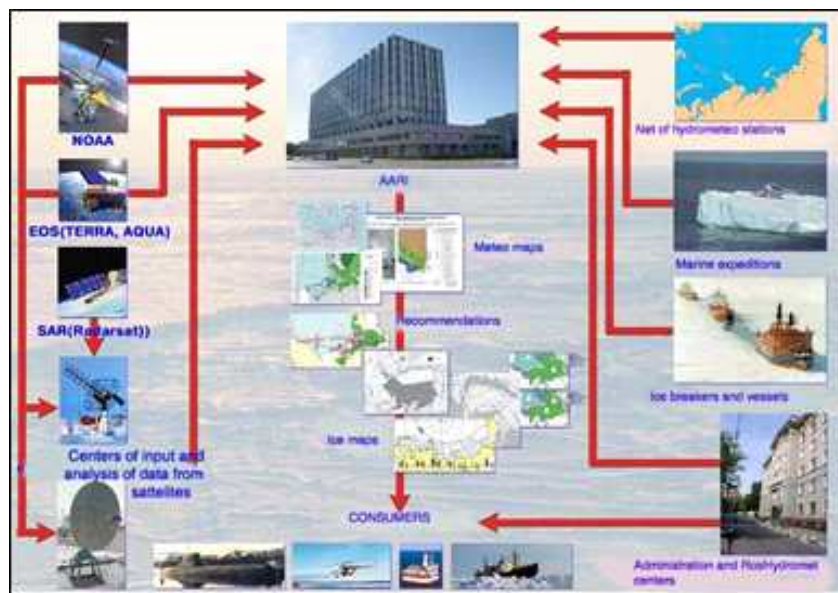 NOAA
EOS(TERRA, AQUA)
SAR(Radarsat))
Centers of input and
analysis of data from
sattelites
AARI
Meteo maps
Recommendations
Ice maps
CONSUMERS
Net of hydrometeo stations
Marine expeditions
Ice breakers and vessels
Administration and RosHydromet
centers